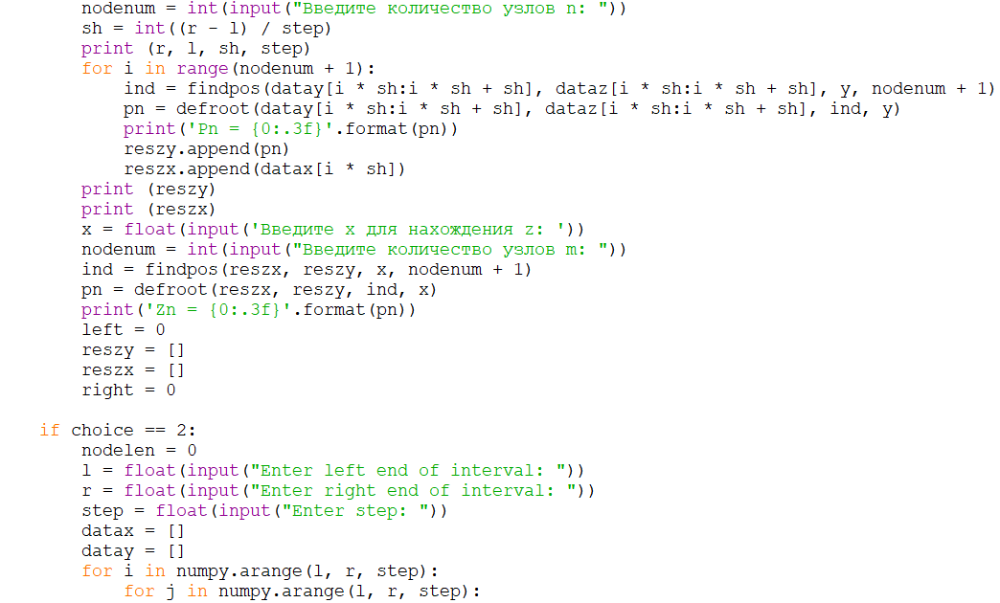 nodenum = int(input("Введите количество узлов n: "))
sh = int((r - l) / step)
print (r, l, sh, step)
for i in range(nodenum + 1):
ind = findpos(datay[i * sh:i * sh + sh], dataz[i * sh:i * sh + sh], y, nodenum + 1)
pn = defroot(datay[i * sh:i * sh + sh], dataz[i * sh:i * sh + sh], ind, y)
print('Pn = {0:.3f}'.format(pn))
reszy.append(pn)
reszx.append(datax[i * sh])
print (reszy)
print (reszx)
x = float(input('Введите x для нахождения z: '))
nodenum = int(input("Введите количество узлов m: "))
ind = findpos(reszx, reszy, x, nodenum + 1)
pn = defroot(reszx, reszy, ind, x)
print('Zn = {0:.3f}'.format(pn))
left = 0
reszy = []
reszx = []
right = 0
if choice == 2:
nodelen = 0
l = float(input("Enter left end of interval: "))
r = float(input("Enter right end of interval: "))
step = float(input("Enter step: "))
datax = []
datay = []
for i in numpy.arange(l, r, step):
for j in numpy.arange(l, r, step):